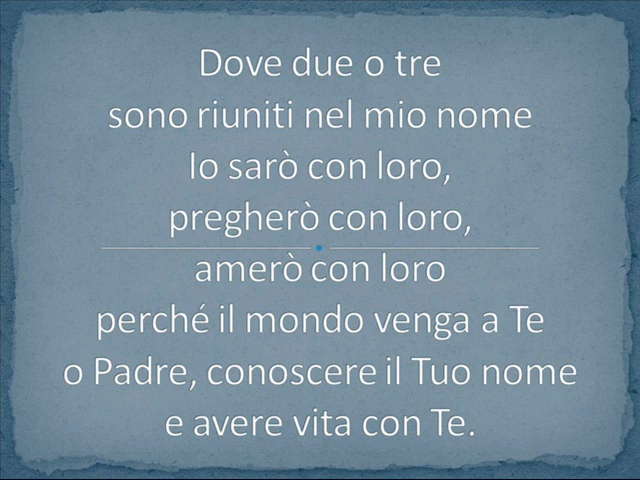 Dove due o tre
sono riuniti nel mio nome
Io sarò con loro,
pregherò con loro,
amerò con loro
perché il mondo venga a Te
o Padre, conoscere il Tuo nome
e avere vita con Te.